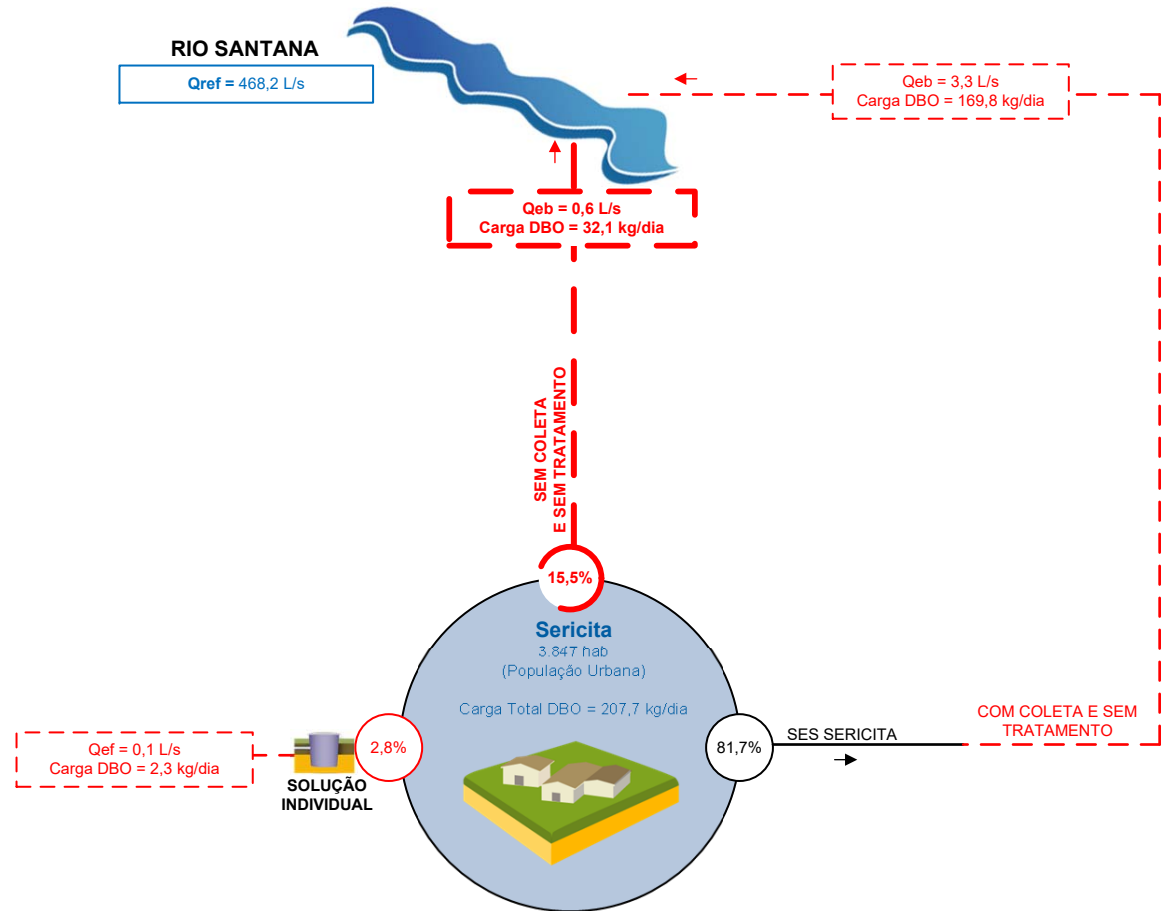 RIO SANTANA
Qref = 468,2 L/s
Qeb = 3,3 L/s
Carga DBO = 169,8 kg/dia
Qeb = 0,6 L/s
Carga DBO = 32,1 kg/dia
SEM COLETA
E SEM TRATAMENTO
15,5%
Sericita
3.847 hab
(População Urbana)
Carga Total DBO = 207,7 kg/dia
Qef = 0,1 L/s
Carga DBO = 2,3 kg/dia
SOLUÇÃO
INDIVIDUAL
2,8%
81,7%
SES SERICITA
COM COLETA E SEM
TRATAMENTO